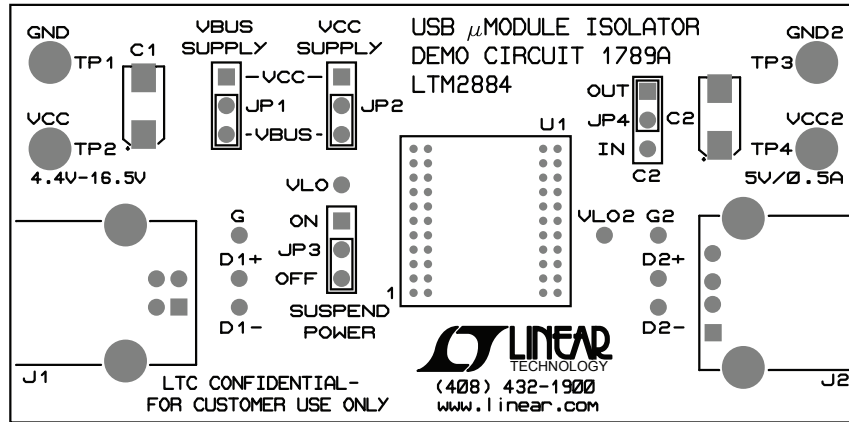 GND
TP1
C1
VBUS
SUPPLY
VCC
SUPPLY
USB μMODULE ISOLATOR
DEMO CIRCUIT 1789A
LTM2884
GND2
TP3
-VCC-
JP1
JP2
-VBUS-
OUT
JP4
IN
C2
C2
VCC
TP2
4.4V-16.5V
VCC2
TP4
5V/0.5A
U1
VLO
ON
JP3
OFF
SUSPEND
POWER
1
G
D1+
D1-
VLO2
G2
D2+
D2-
J1
J2
LTC CONFIDENTIAL-
FOR CUSTOMER USE ONLY
LINEAR
TECHNOLOGY
(408) 432-1900
www.linear.com